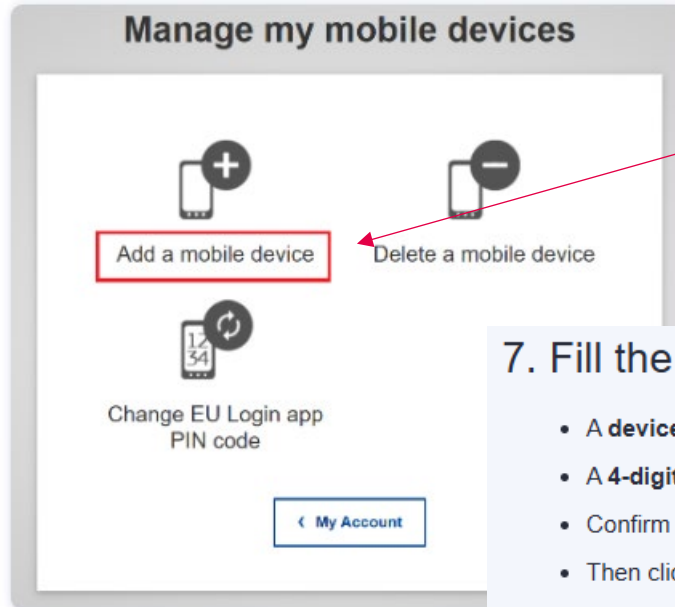 Manage my mobile devices
Add a mobile device
Delete a mobile device
12
34
Change EU Login app
PIN code
‹ My Account
7. Fill the
• A device
• A 4-digit
• Confirm
• Then